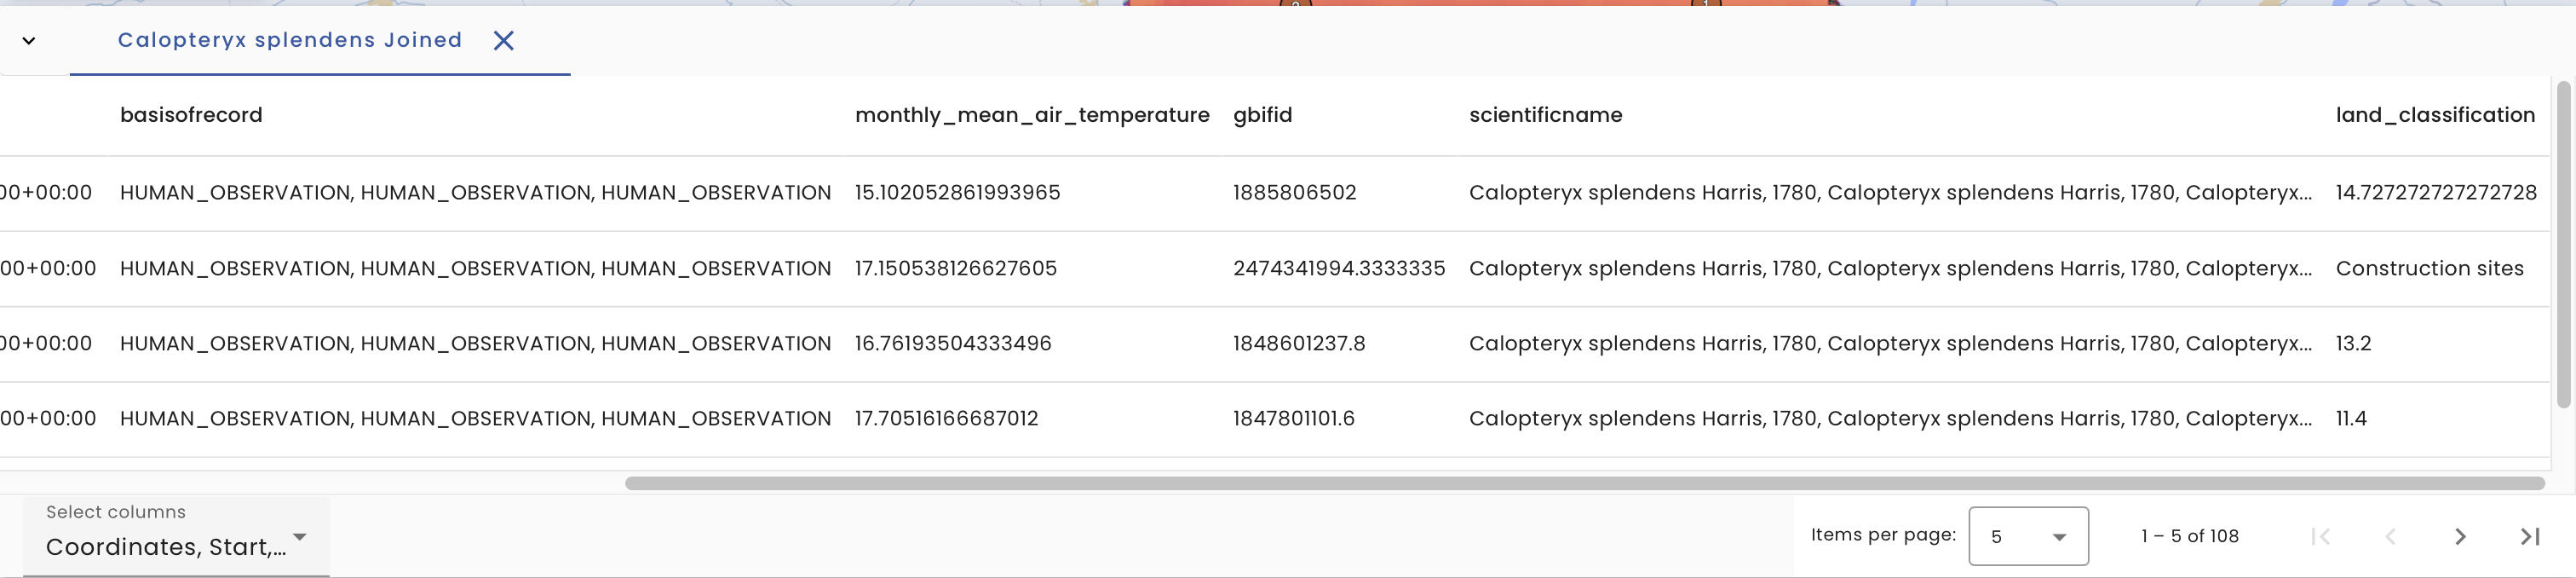 Calopteryx splendens Joined
basisofrecord monthly_mean_air_temperature gbifid scientificname land_classification
00+00:00 HUMAN_OBSERVATION, HUMAN_OBSERVATION, HUMAN_OBSERVATION 15.102052861993965 1885806502 Calopteryx splendens Harris, 1780, Calopteryx splendens Harris, 1780, Calopteryx... 14.727272727272728
00+00:00 HUMAN_OBSERVATION, HUMAN_OBSERVATION, HUMAN_OBSERVATION 17.150538126627605 2474341994.3333335 Calopteryx splendens Harris, 1780, Calopteryx splendens Harris, 1780, Calopteryx... Construction sites
00+00:00 HUMAN_OBSERVATION, HUMAN_OBSERVATION, HUMAN_OBSERVATION 16.76193504333496 1848601237.8 Calopteryx splendens Harris, 1780, Calopteryx splendens Harris, 1780, Calopteryx... 13.2
00+00:00 HUMAN_OBSERVATION, HUMAN_OBSERVATION, HUMAN_OBSERVATION 17.70516166687012 1847801101.6 Calopteryx splendens Harris, 1780, Calopteryx splendens Harris, 1780, Calopteryx... 11.4
Select columns
Coordinates, Start,...
Items per page: 5 1 – 5 of 108